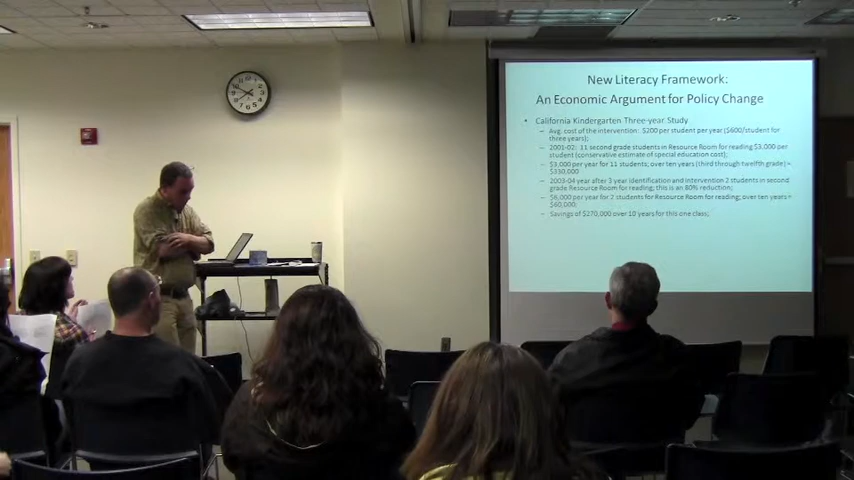 New Literacy Framework:
An Economic Argument for Policy Change
• California Kindergarten Three-year Study
– Avg. cost of the intervention: $200 per student per year ($600/student for
three years);
– 2001-02: 11 second grade students in Resource Room for reading $3,000 per
student (conservative estimate of special education cost);
– $3,000 per year for 11 students; over ten years (third through twelfth grade) =
$330,000
– 2003-04 year after 3 year identification and intervention 2 students in second
grade Resource Room for reading; this is an 80% reduction;
– $6,000 per year for 2 students for Resource Room for reading; over ten years =
$60,000;
– Savings of $270,000 over 10 years for this one class;